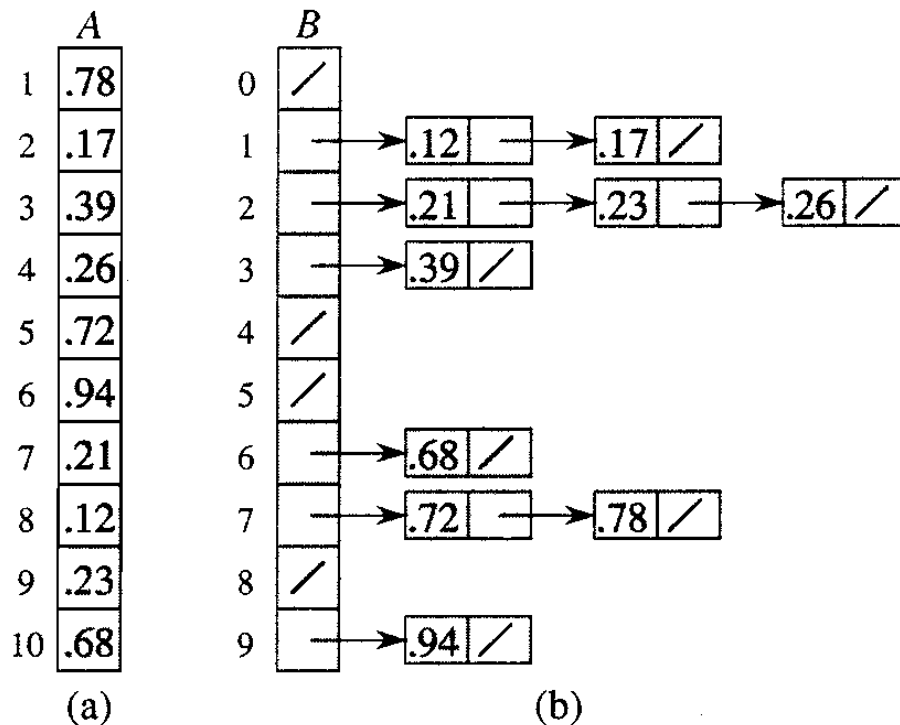 A B
1 .78 0
2 .17 1 .12 .17
3 .39 2 .21 .23 .26
4 .26 3 .39
5 .72 4
6 .94 5
7 .21 6 .68
8 .12 7 .72 .78
9 .23 8
10 .68 9 .94
(a) (b)